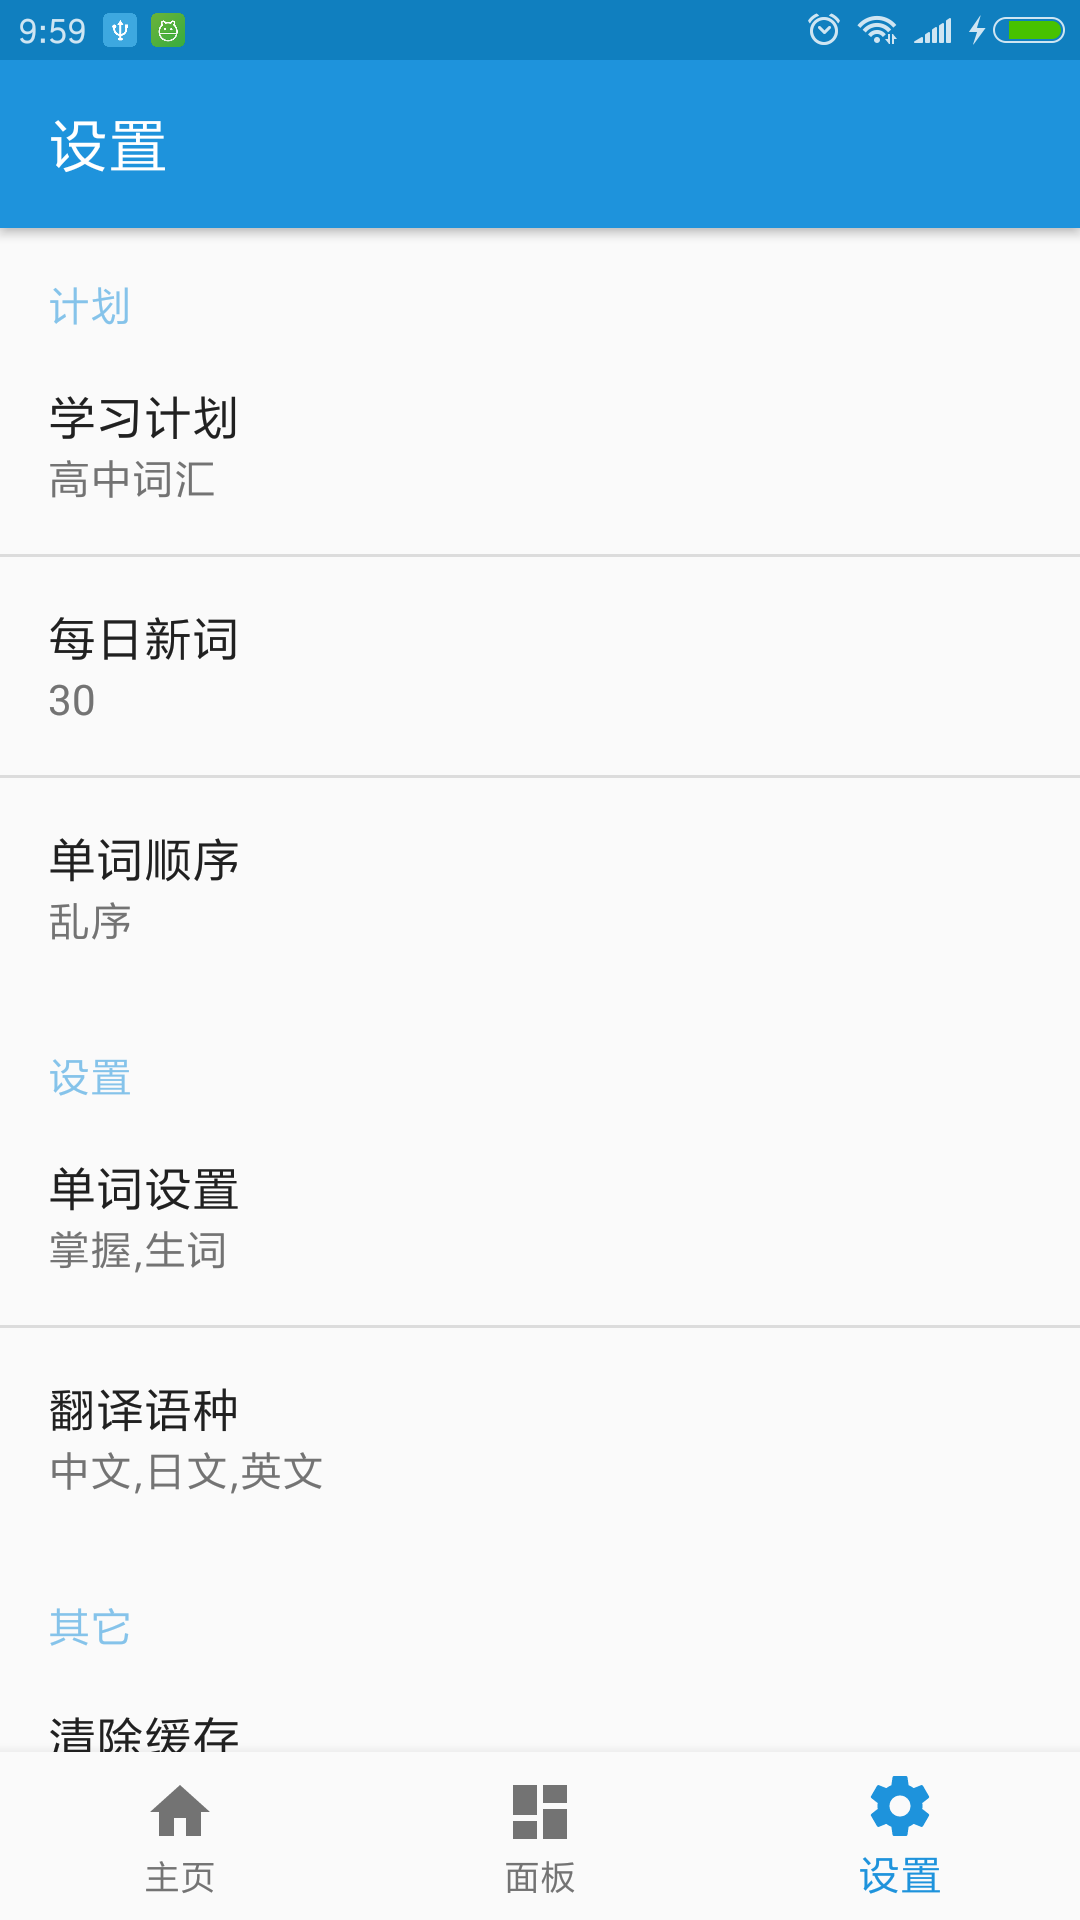 9:59
设置
计划
学习计划
高中词汇
每日新词
30
单词顺序
乱序
设置
单词设置
掌握,生词
翻译语种
中文,日文,英文
其它
清除缓存
主页
面板
设置